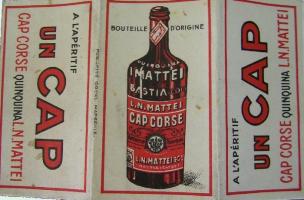 A L'APÉRITIF
UN CAP
CAP CORSE QUINQUINA L.N. MATTEI
BOUTEILLE D'ORIGINE
MATTEI
BASTIA
L.N. MATTEI
CAP CORSE
L.N. MATTEI
A L'APÉRITIF
UN CAP
CAP CORSE QUINQUINA L.N. MATTEI